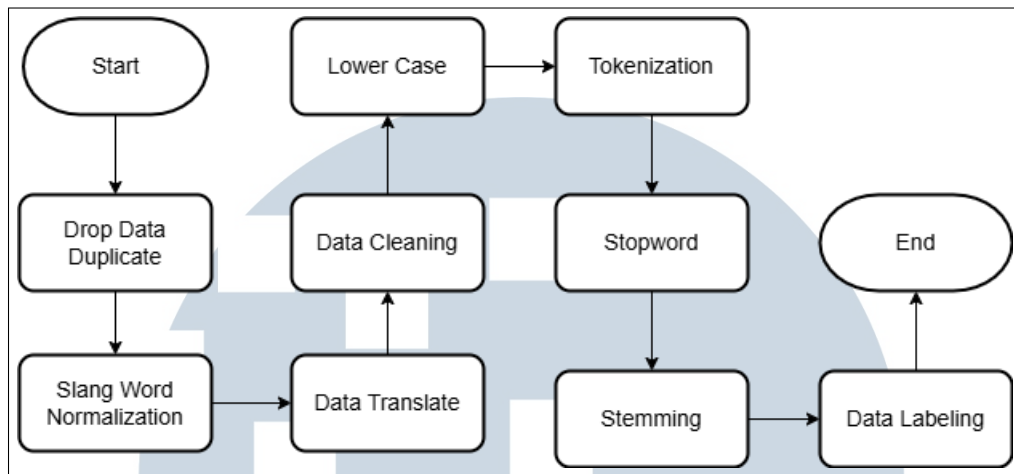 Start
Drop Data
Duplicate
Slang Word
Normalization
Data Translate
Data Cleaning
Lower Case
Tokenization
Stopword
Stemming
Data Labeling
End